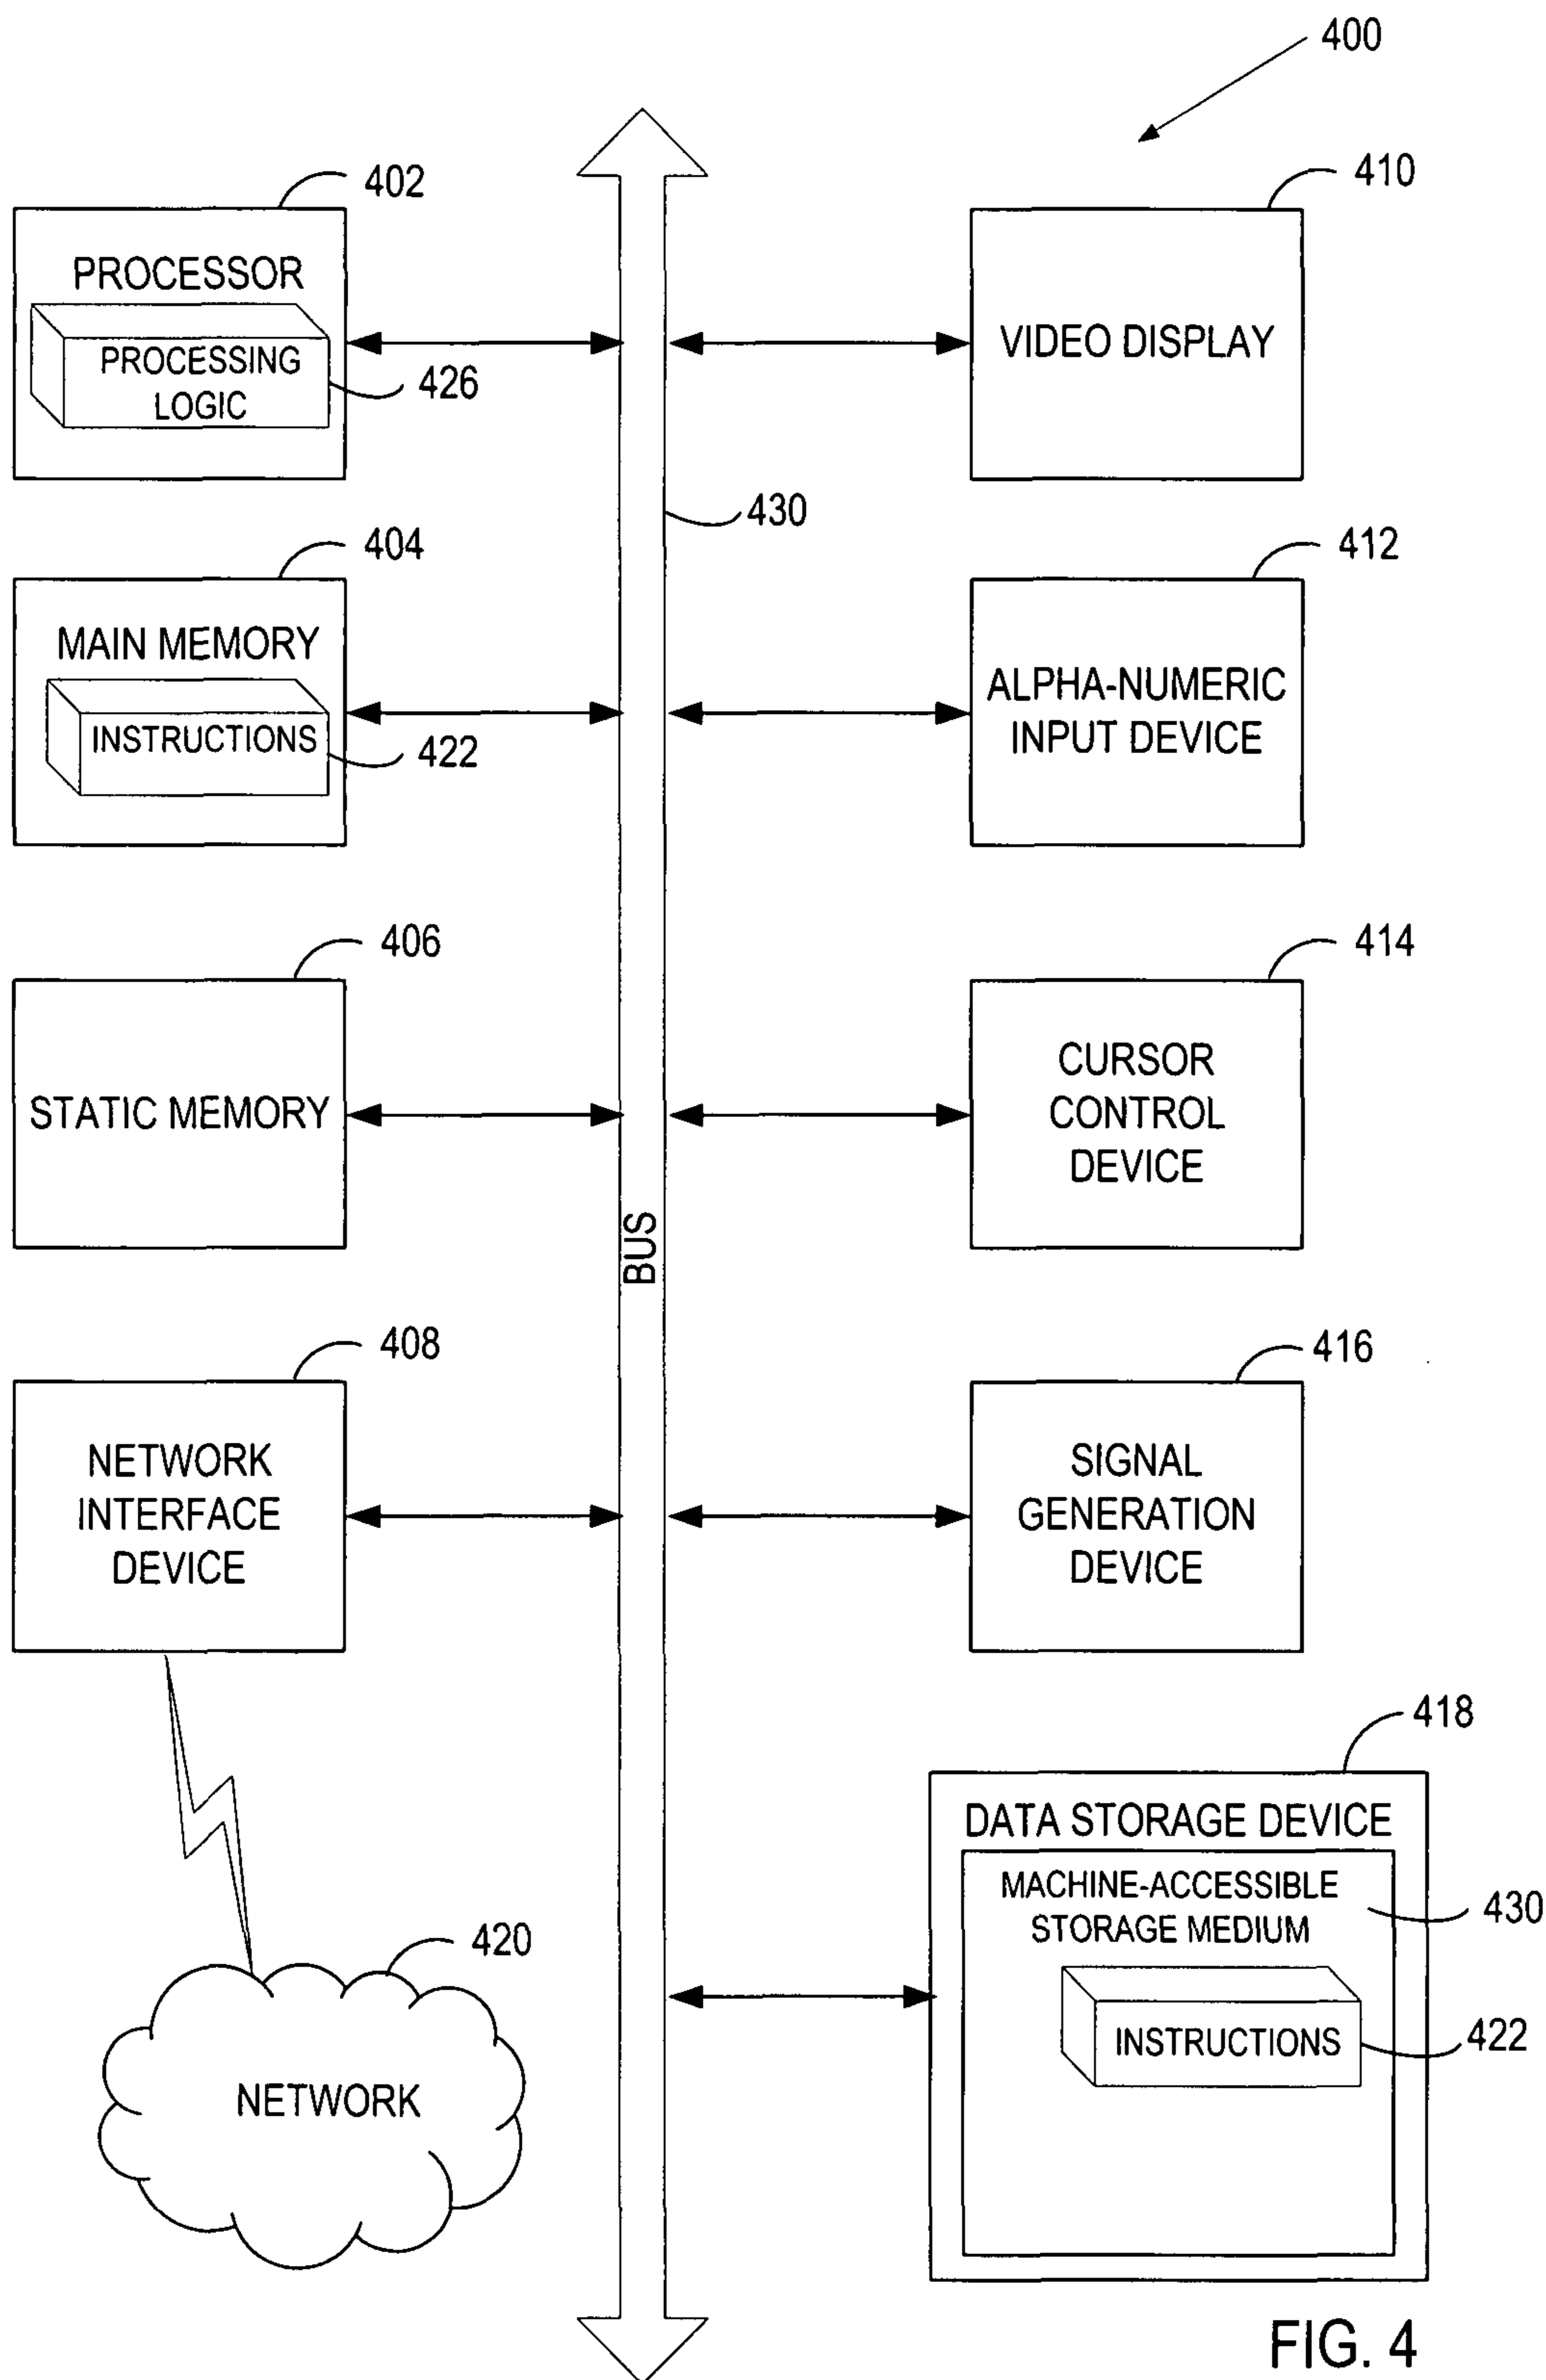 400
402
PROCESSOR
PROCESSING
LOGIC
426
410
VIDEO DISPLAY
430
404
MAIN MEMORY
INSTRUCTIONS
422
412
ALPHA-NUMERIC
INPUT DEVICE
406
STATIC MEMORY
414
CURSOR
CONTROL
DEVICE
BUS
408
NETWORK
INTERFACE
DEVICE
416
SIGNAL
GENERATION
DEVICE
420
NETWORK
418
DATA STORAGE DEVICE
MACHINE-ACCESSIBLE
STORAGE MEDIUM
430
INSTRUCTIONS
422
FIG. 4